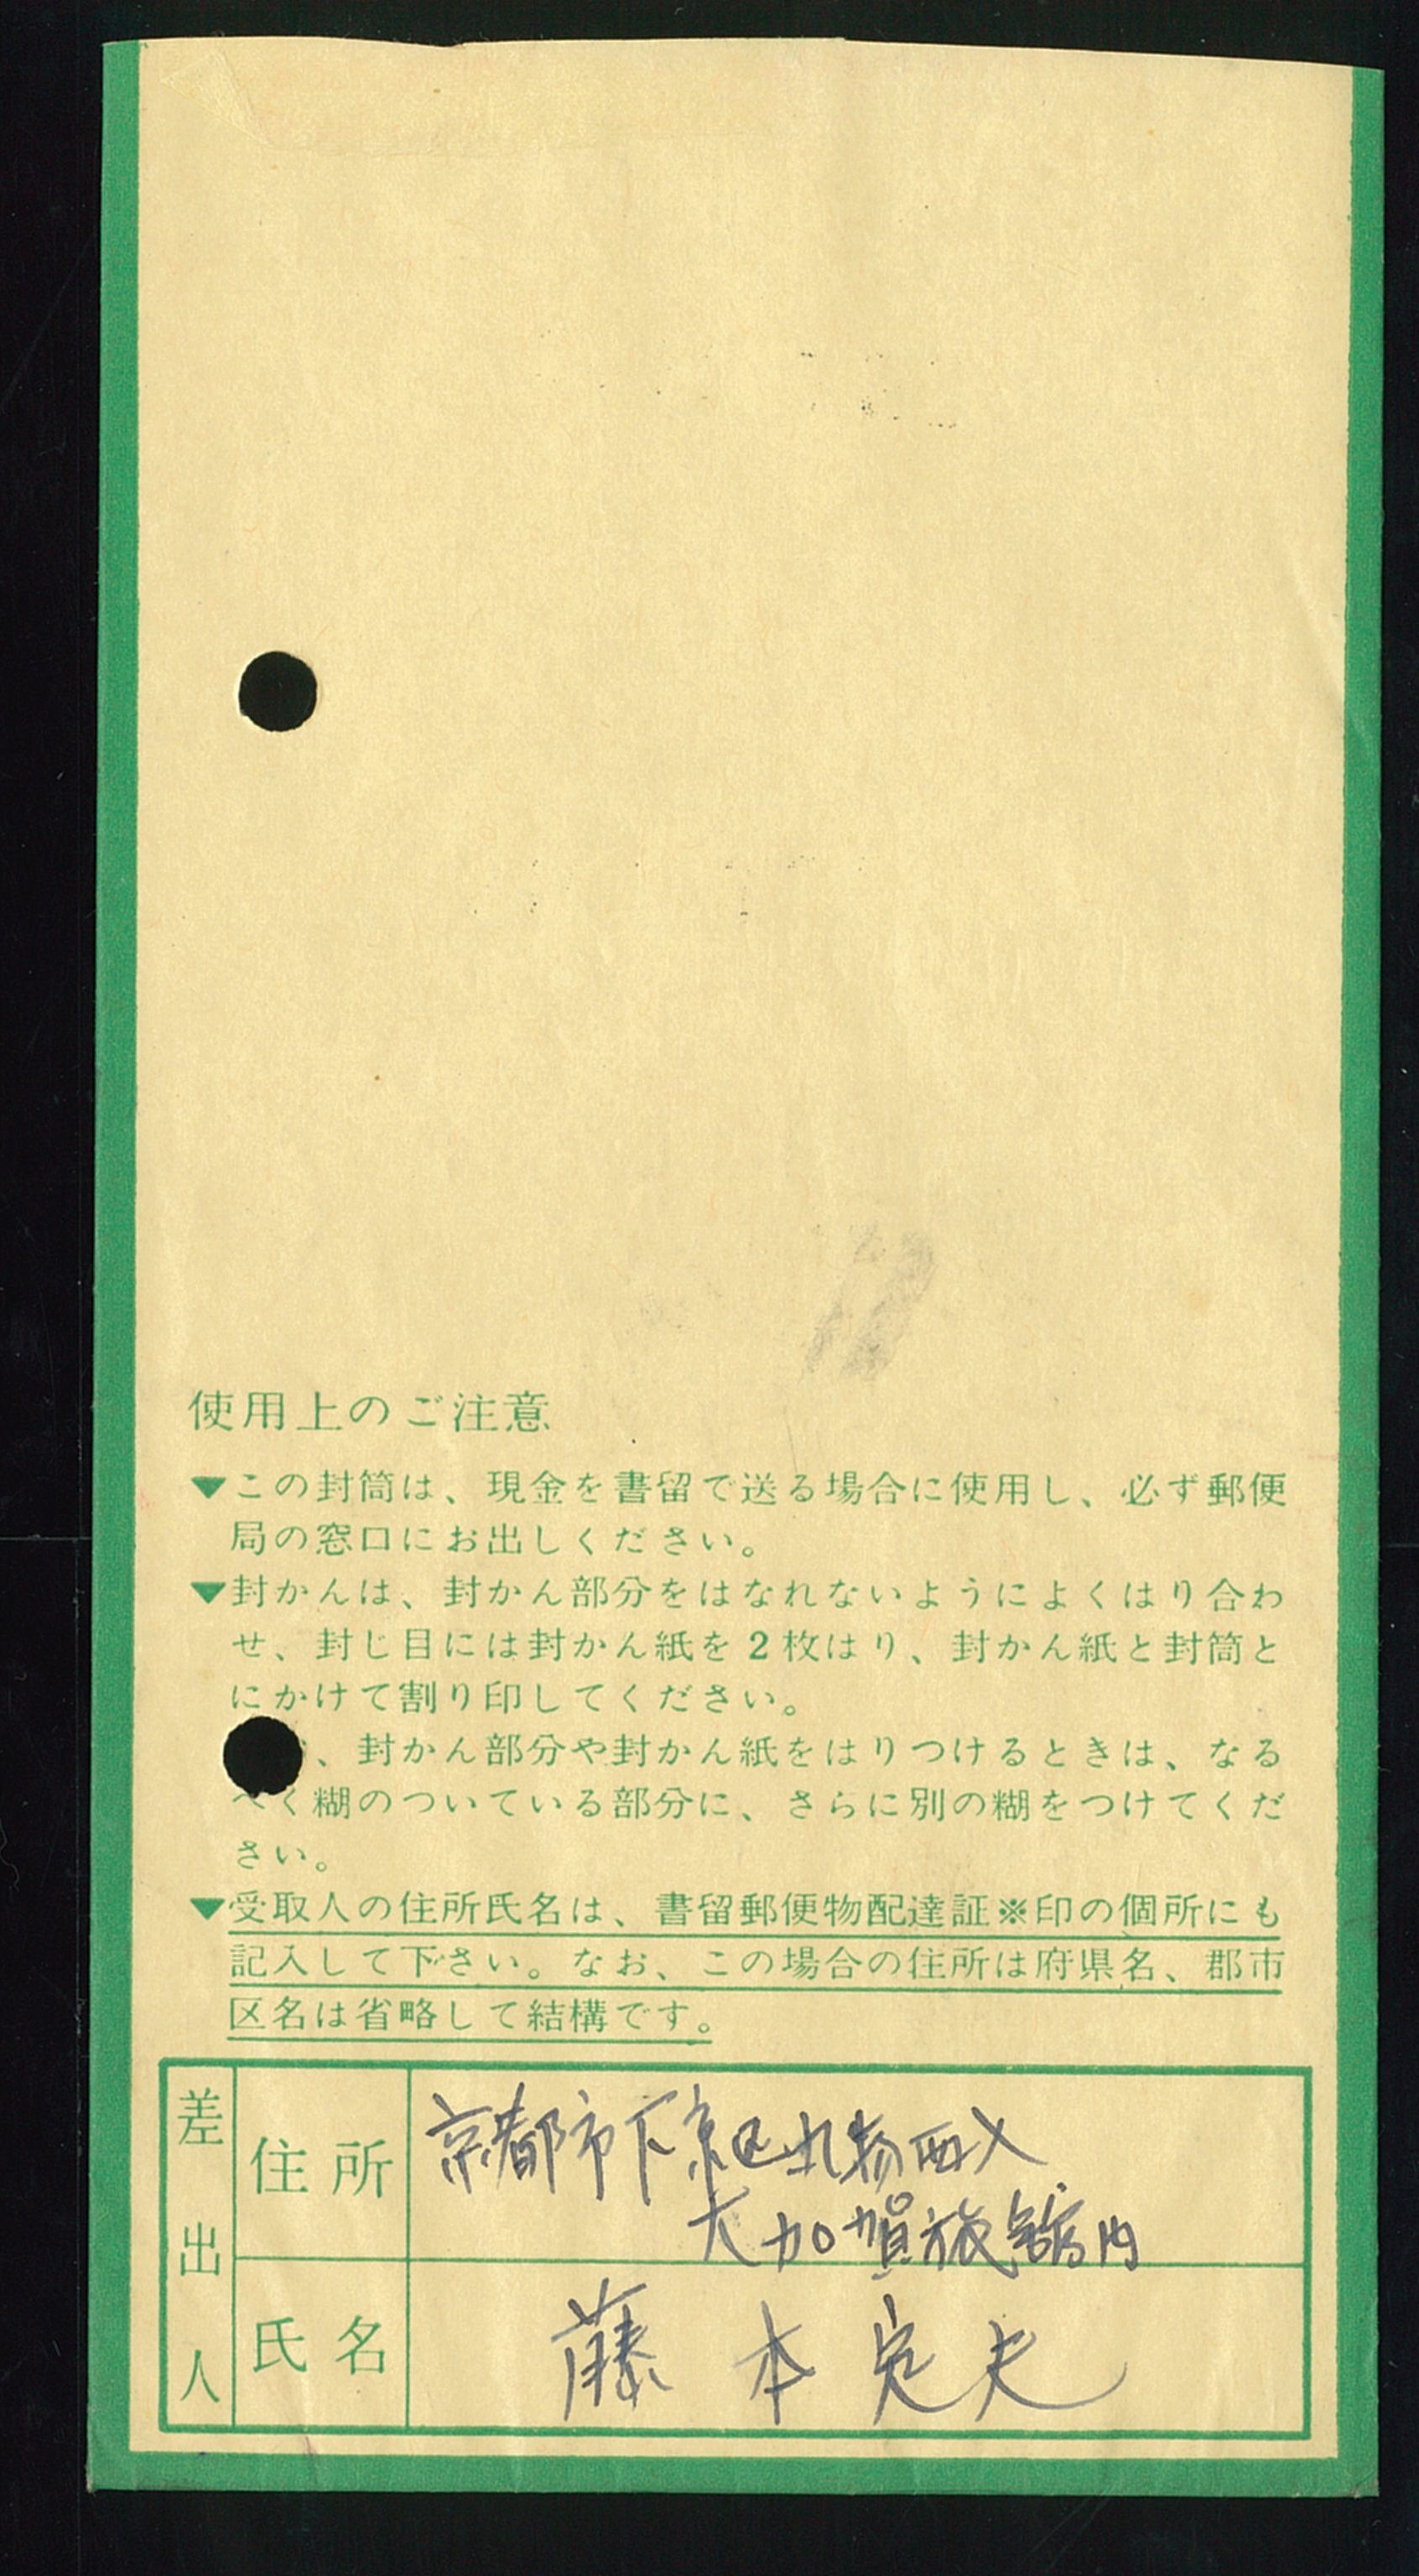 使用上のご注意
▼この封筒は、現金を書留で送る場合に使用し、必ず郵便
局の窓口にお出しください。
▼封かんは、封かん部分をはなれないようによくはり合わ
せ、封じ目には封かん紙を2枚はり、封かん紙と封筒と
にかけて割り印してください。
、封かん部分や封かん紙をはりつけるときは、なる
べく糊のついている部分に、さらに別の糊をつけてくだ
さい。
▼受取人の住所氏名は、書留郵便物配達証※印の個所にも
記入して下さい。なお、この場合の住所は府県名、郡市
区名は省略して結構です。
差出人
住所
京都市下京区 西入
大加賀旅館内
氏名
藤本定夫